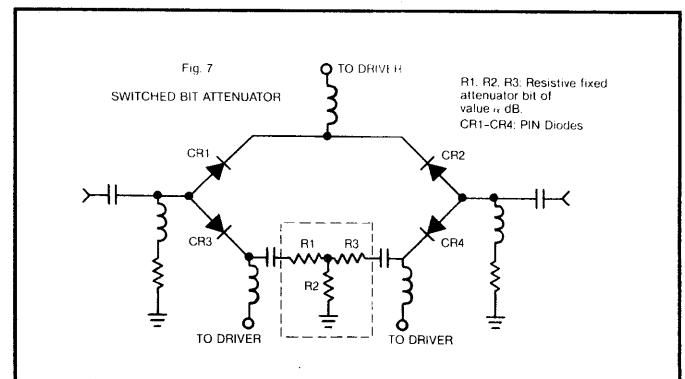 Fig. 7
SWITCHED BIT ATTENUATOR
TO DRIVER
R1, R2, R3: Resistive fixed
attenuator bit of
value α dB.
CR1-CR4: PIN Diodes
CR1
CR2
CR3
CR4
R1
R3
R2
TO DRIVER
TO DRIVER